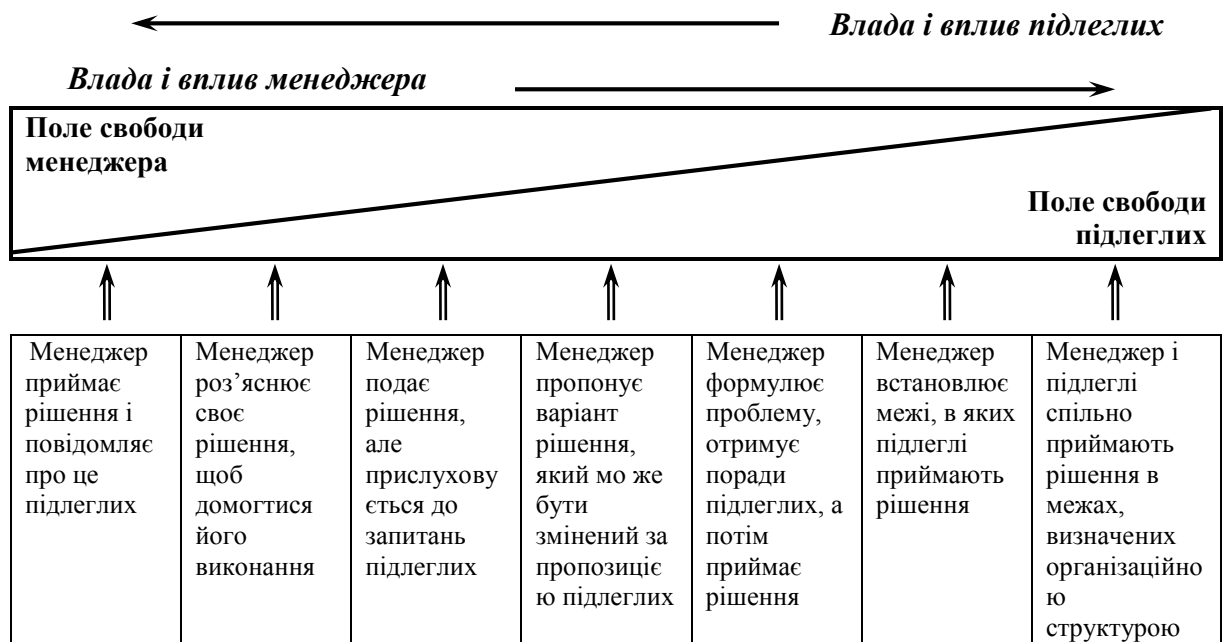 Влада і вплив підлеглих
Влада і вплив менеджера
Поле свободи
менеджера
Поле свободи
підлеглих
Менеджер
приймає
рішення і
повідомляє
про це
підлеглих
Менеджер
роз’яснює
своє
рішення,
щоб
домогтися
його
виконання
Менеджер
подає
рішення,
але
прислухову
ється до
запитань
підлеглих
Менеджер
пропонує
варіант
рішення,
який мо же
бути
змінений за
пропозиціє
ю підлеглих
Менеджер
формулює
проблему,
отримує
поради
підлеглих, а
потім
приймає
рішення
Менеджер
встановлює
межі, в яких
підлеглі
приймають
рішення
Менеджер і
підлеглі
спільно
приймають
рішення в
межах,
визначених
організаційно
ю
структурою